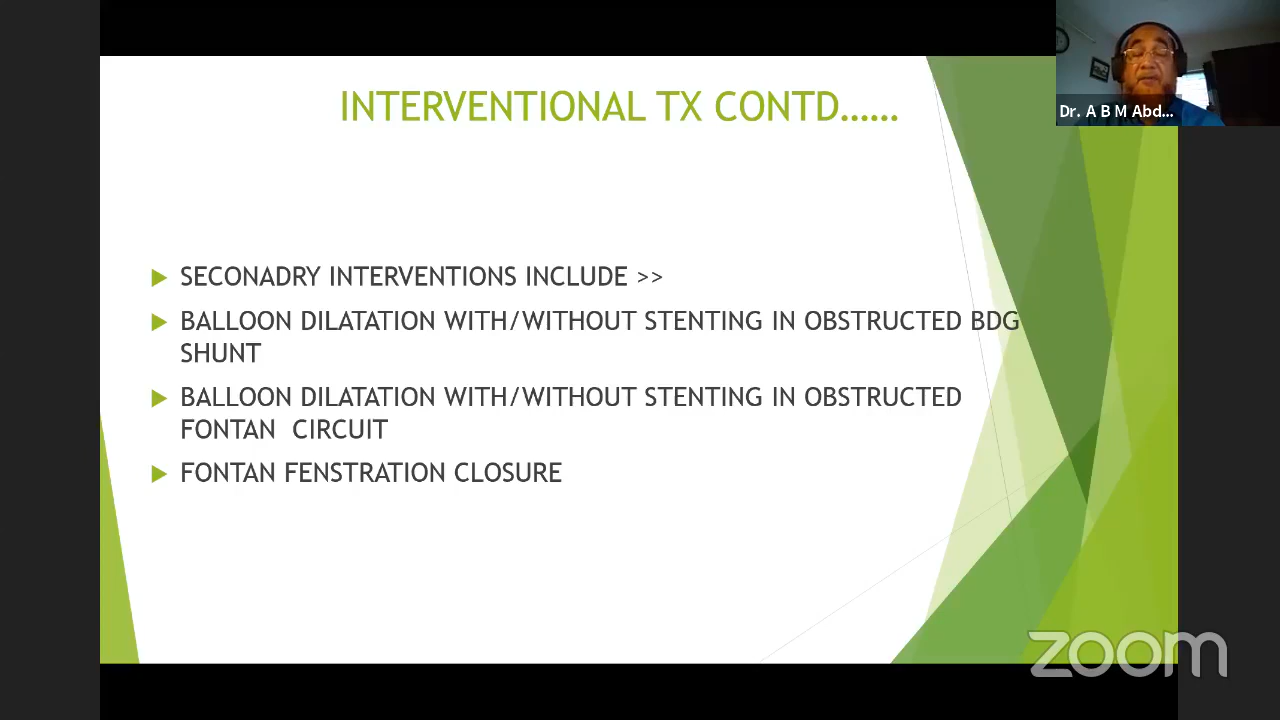 INTERVENTIONAL TX CONTD......
Dr. A B M Abd...
SECONADRY INTERVENTIONS INCLUDE >>
BALLOON DILATATION WITH/WITHOUT STENTING IN OBSTRUCTED BDG
SHUNT
BALLOON DILATATION WITH/WITHOUT STENTING IN OBSTRUCTED
FONTAN CIRCUIT
FONTAN FENSTRATION CLOSURE
zoom